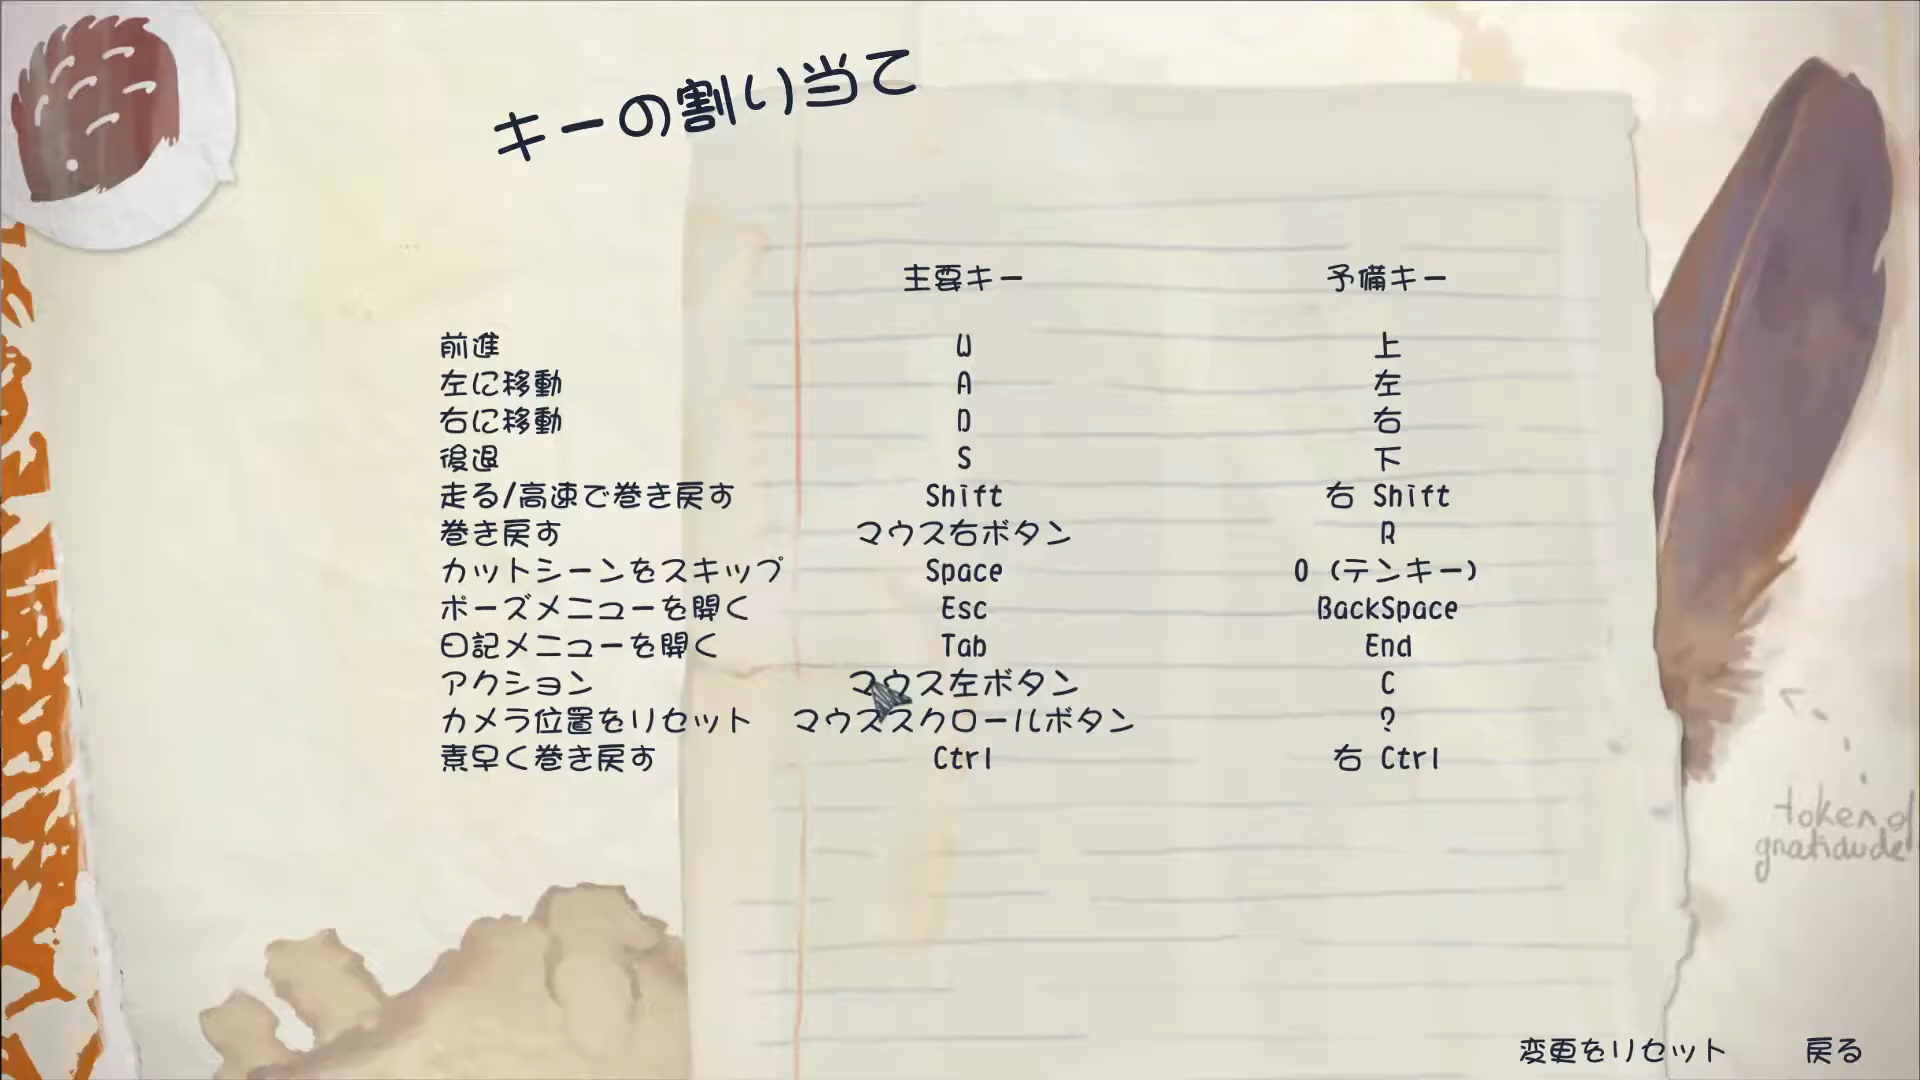 キーの割り当て
主要キー 予備キー
前進 W 上
左に移動 A 左
右に移動 D 右
後退 S 下
走る/高速で巻き戻す Shift 右 Shift
巻き戻す マウス右ボタン R
カットシーンをスキップ Space 0 (テンキー)
ポーズメニューを開く Esc BackSpace
日記メニューを開く Tab End
アクション マウス左ボタン C
カメラ位置をリセット マウススクロールボタン ?
素早く巻き戻す Ctrl 右 Ctrl
token of
gnatidude
変更をリセット 戻る